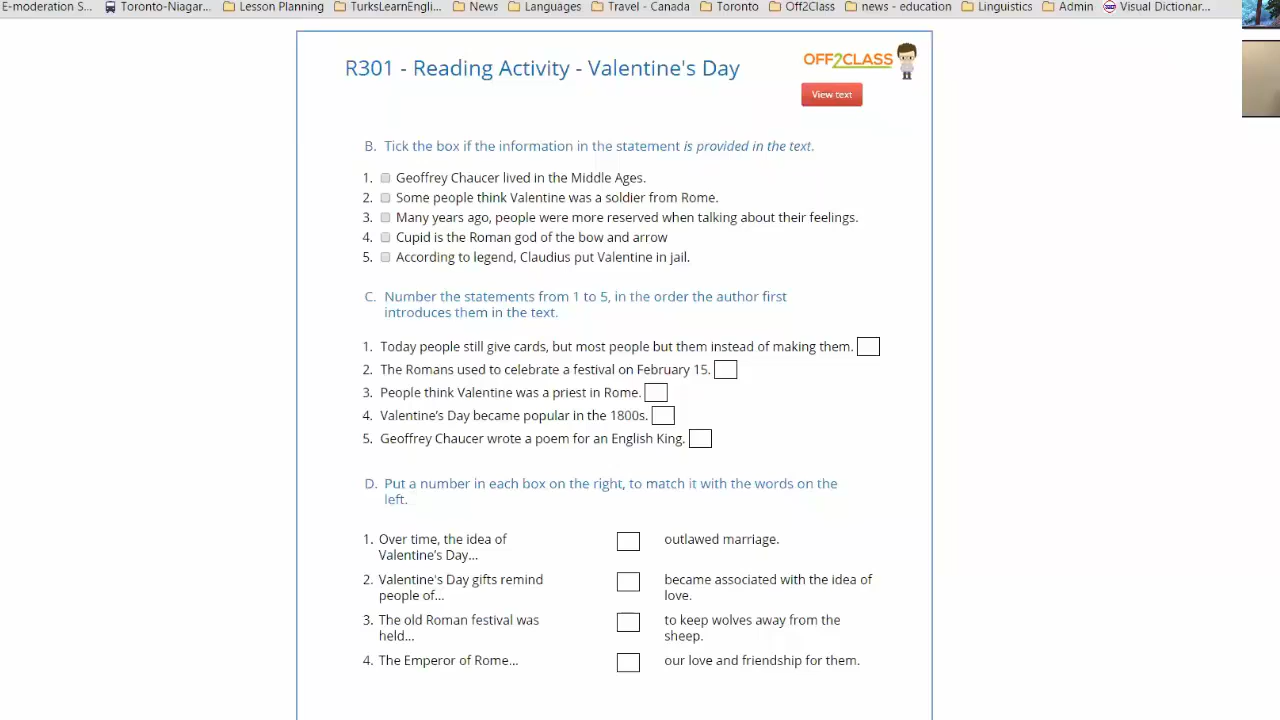 E-moderation S... Toronto-Niagar... Lesson Planning TurksLearnEngli... News Languages Travel - Canada Toronto Off2Class news - education Linguistics Admin Visual Dictionar...
R301 - Reading Activity - Valentine's Day
OFF2CLASS
View text
B. Tick the box if the information in the statement is provided in the text.
1. Geoffrey Chaucer lived in the Middle Ages.
2. Some people think Valentine was a soldier from Rome.
3. Many years ago, people were more reserved when talking about their feelings.
4. Cupid is the Roman god of the bow and arrow
5. According to legend, Claudius put Valentine in jail.
C. Number the statements from 1 to 5, in the order the author first
introduces them in the text.
1. Today people still give cards, but most people but them instead of making them.
2. The Romans used to celebrate a festival on February 15.
3. People think Valentine was a priest in Rome.
4. Valentine's Day became popular in the 1800s.
5. Geoffrey Chaucer wrote a poem for an English King.
D. Put a number in each box on the right, to match it with the words on the
left.
1. Over time, the idea of
Valentine's Day...
outlawed marriage.
2. Valentine's Day gifts remind
people of...
became associated with the idea of
love.
3. The old Roman festival was
held...
to keep wolves away from the
sheep.
4. The Emperor of Rome...
our love and friendship for them.